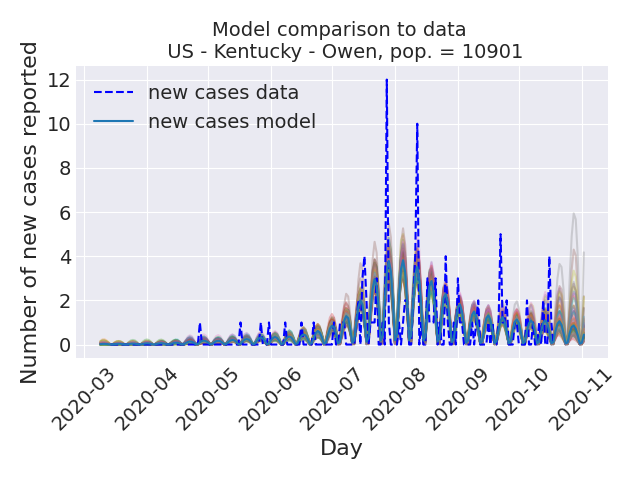 Model comparison to data
US - Kentucky - Owen, pop. = 10901
Number of new cases reported
12
10
8
6
4
2
0
new cases data
new cases model
2020-03
2020-04
2020-05
2020-06
2020-07
2020-08
2020-09
2020-10
2020-11
Day